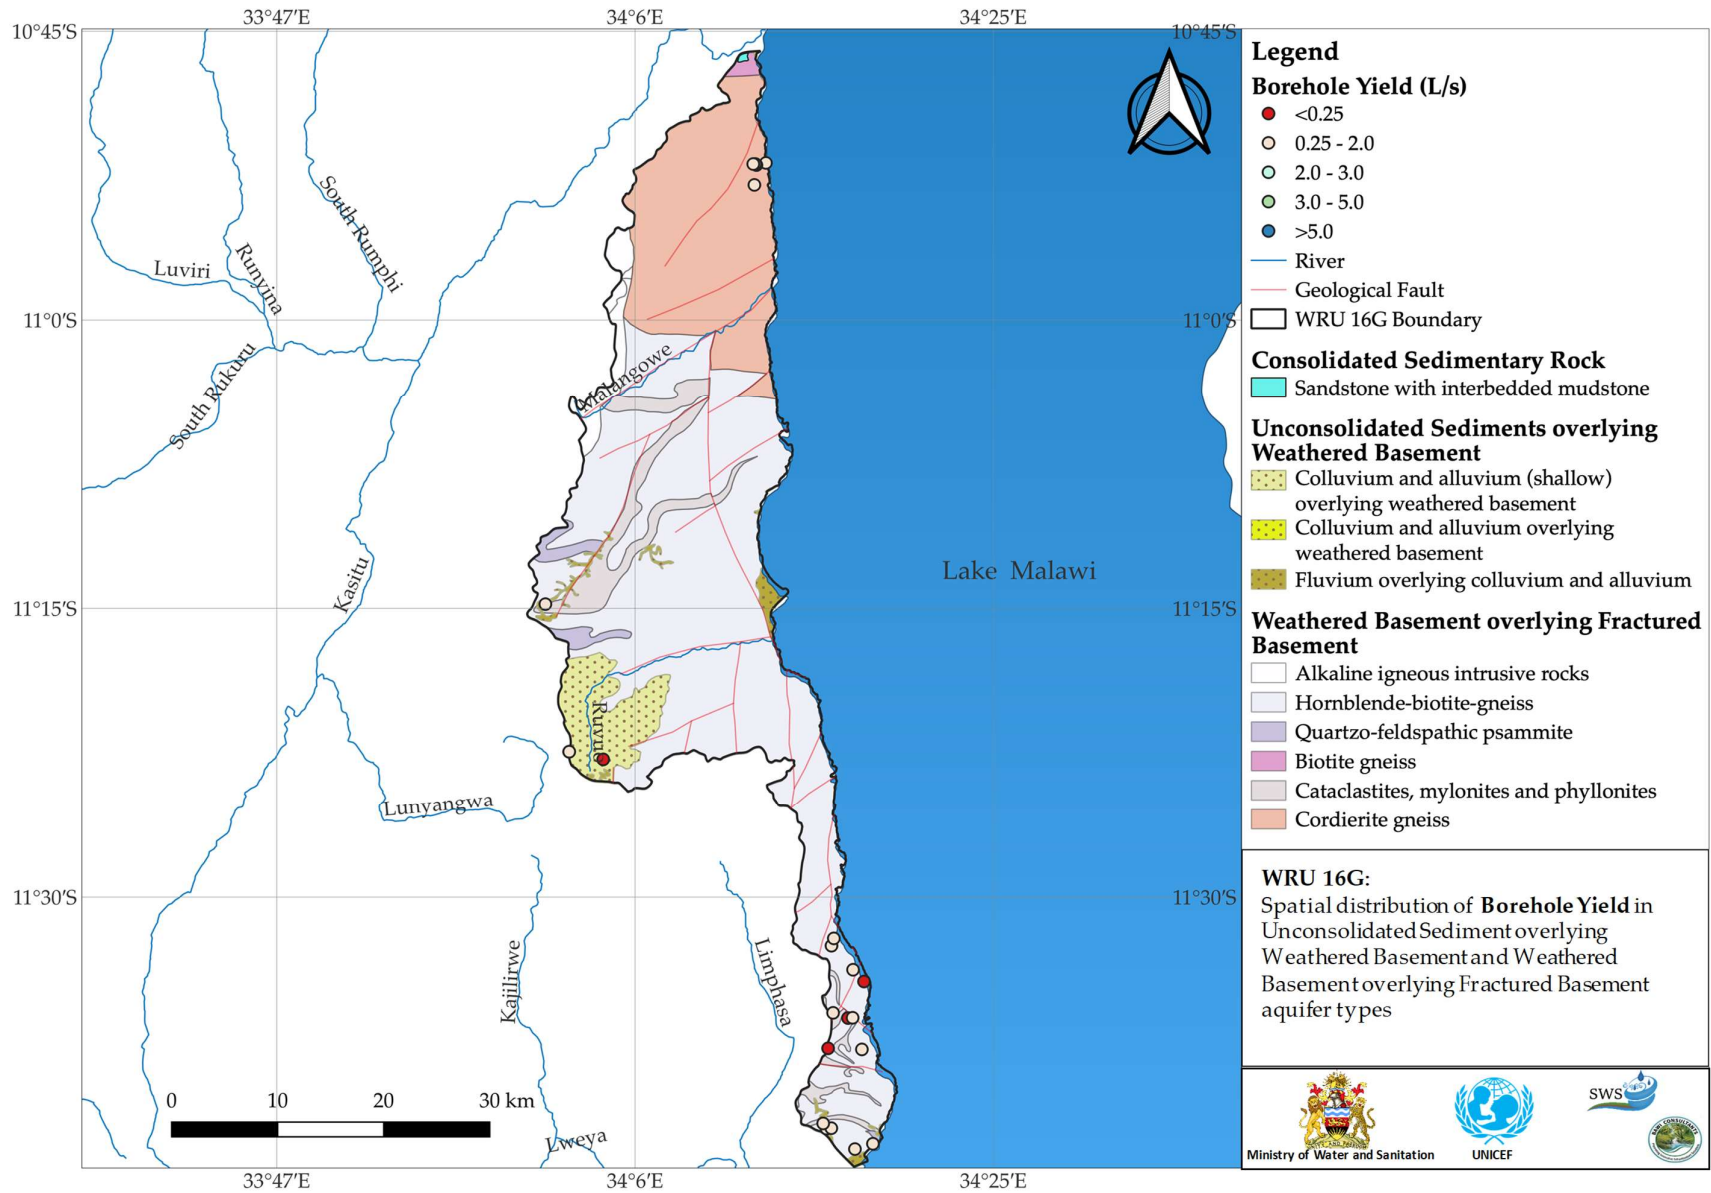 33°47′E
34°6′E
34°25′E
10°45′S
10°45′S
11°0′S
11°0′S
11°15′S
11°15′S
11°30′S
11°30′S
33°47′E
34°6′E
34°25′E
South Rumphi
Runyina
Luviri
South Rukuru
Malangowe
Kasitu
Lake Malawi
Ruvuu
Lunyangwa
Kajilirwe
Limphasa
Lweya
0 10 20 30 km
Legend
Borehole Yield (L/s)
<0.25
0.25 - 2.0
2.0 - 3.0
3.0 - 5.0
>5.0
River
Geological Fault
WRU 16G Boundary
Consolidated Sedimentary Rock
Sandstone with interbedded mudstone
Unconsolidated Sediments overlying
Weathered Basement
Colluvium and alluvium (shallow)
overlying weathered basement
Colluvium and alluvium overlying
weathered basement
Fluvium overlying colluvium and alluvium
Weathered Basement overlying Fractured
Basement
Alkaline igneous intrusive rocks
Hornblende-biotite-gneiss
Quartzo-feldspathic psammite
Biotite gneiss
Cataclastites, mylonites and phyllonites
Cordierite gneiss
WRU 16G:
Spatial distribution of Borehole Yield in
Unconsolidated Sediment overlying
Weathered Basement and Weathered
Basement overlying Fractured Basement
aquifer types
Ministry of Water and Sanitation
UNICEF
SWS